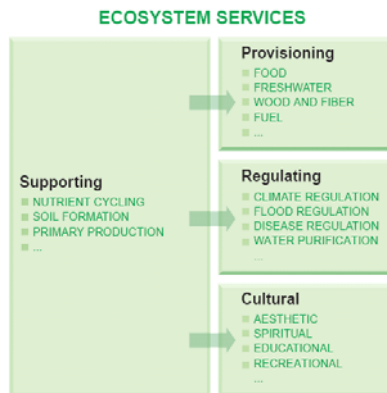 ECOSYSTEM SERVICES
Supporting
NUTRIENT CYCLING
SOIL FORMATION
PRIMARY PRODUCTION
...
Provisioning
FOOD
FRESHWATER
WOOD AND FIBER
FUEL
...
Regulating
CLIMATE REGULATION
FLOOD REGULATION
DISEASE REGULATION
WATER PURIFICATION
...
Cultural
AESTHETIC
SPIRITUAL
EDUCATIONAL
RECREATIONAL
...